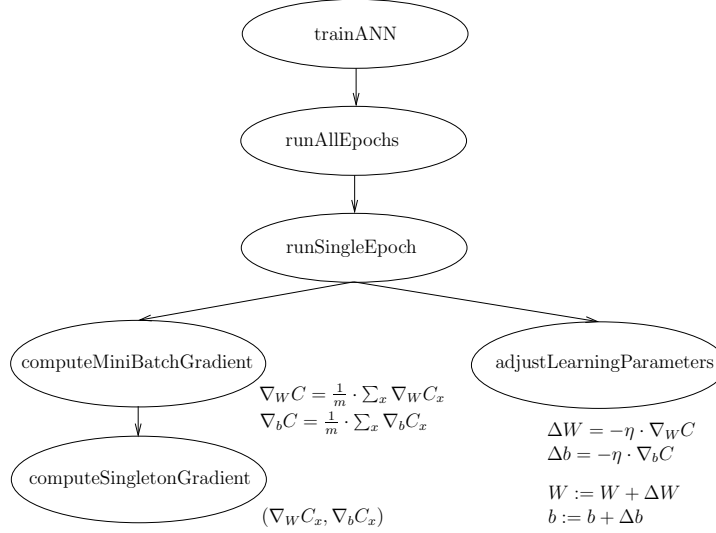 trainANN
runAllEpochs
runSingleEpoch
computeMiniBatchGradient
adjustLearningParameters
∇_W C = 1/m · ∑_x ∇_W C_x
∇_b C = 1/m · ∑_x ∇_b C_x
ΔW = −η · ∇_W C
Δb = −η · ∇_b C
computeSingletonGradient
W := W + ΔW
b := b + Δb
(∇_W C_x, ∇_b C_x)